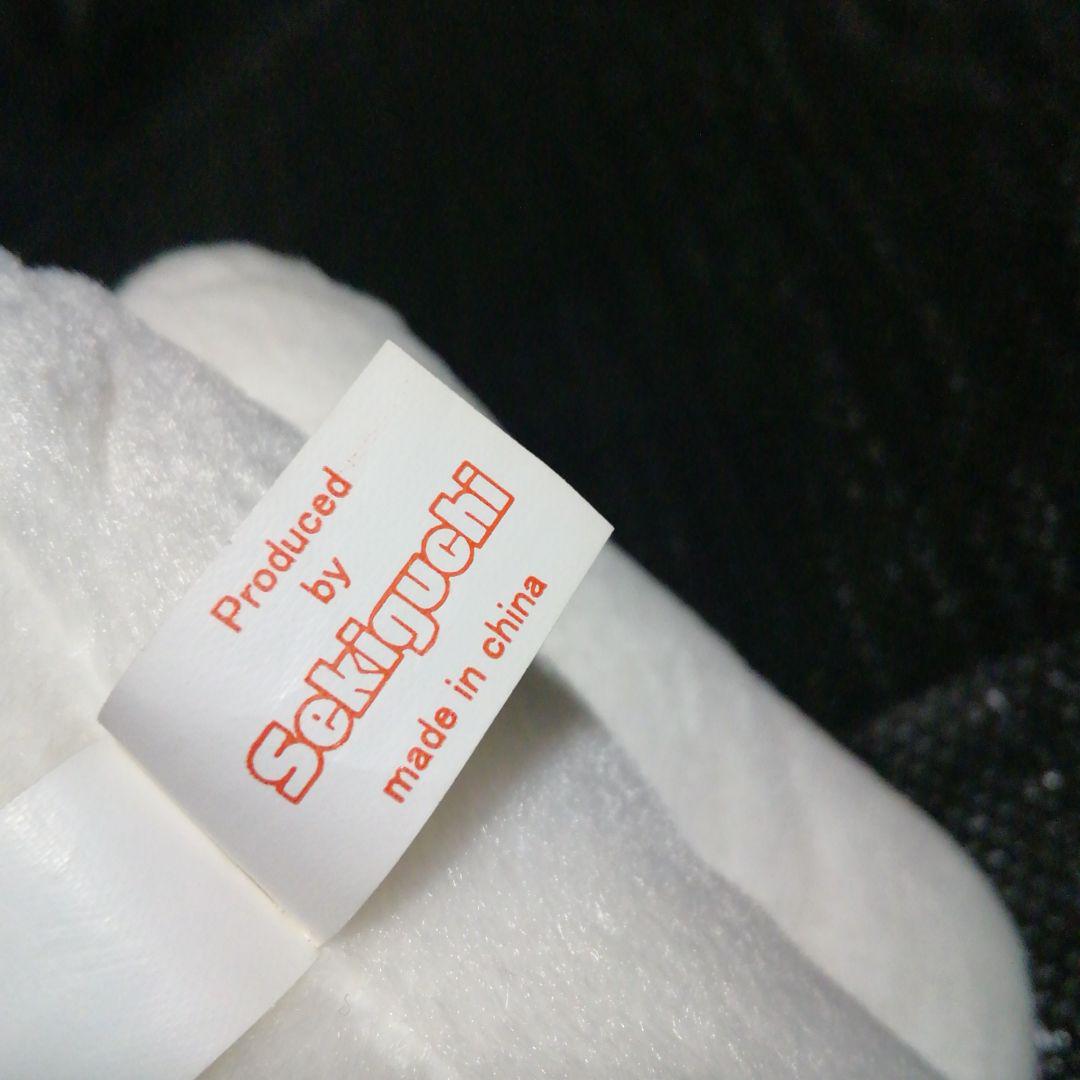 Produced
by
Sekiguchi
made in china